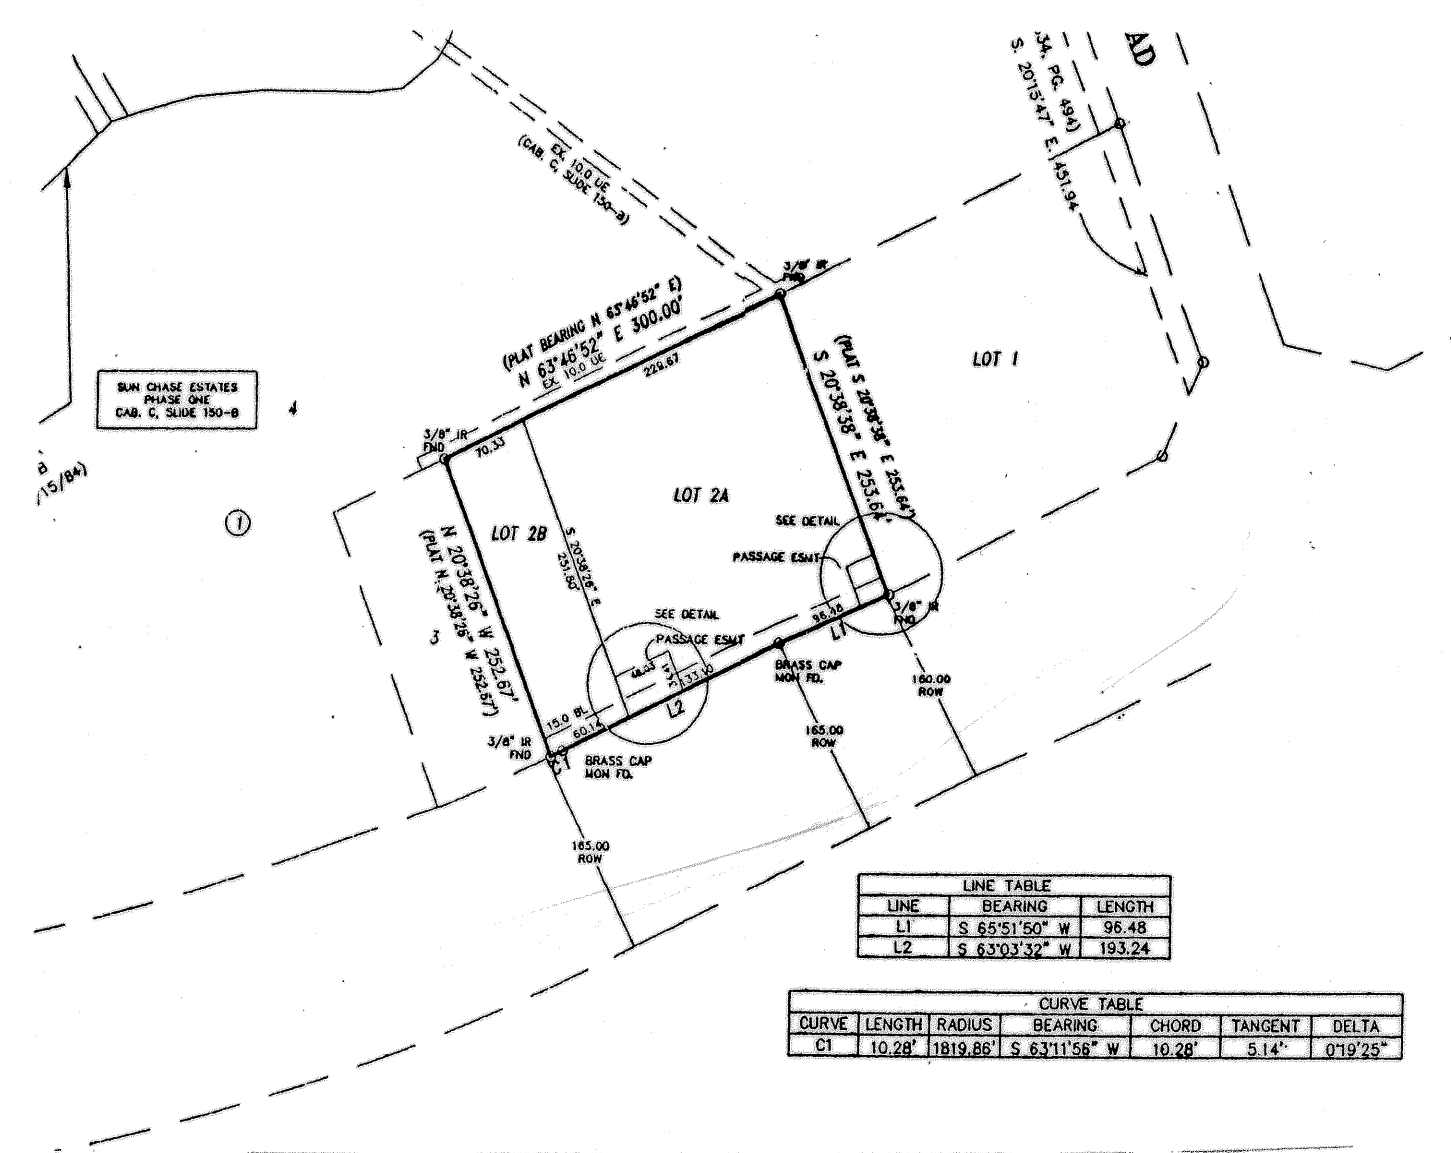 AD
34, PG. 494)
S. 20°15'47" E. 451.94
EX. 10.0 UE
(CAB. C, SLIDE 150-B)
3/8" IR
FND
(PLAT BEARING N 63°46'52" E)
N 63°46'52" E 300.00'
EX. 10.0 UE
229.67
(PLAT S 20°38'38" E 253.64')
S 20°38'38" E 253.64'
LOT 1
SUN CHASE ESTATES
PHASE ONE
CAB. C, SLIDE 150-B
4
3/8" IR
FND
70.33
B
/15/84)
1
LOT 2A
LOT 2B
S 20°38'26" E
251.80'
N 20°38'26" W 252.67'
(PLAT N. 20°38'26" W 252.67')
3
SEE DETAIL
PASSAGE ESMT
SEE DETAIL
PASSAGE ESMT
96.48
L1
3/8" IR
FND
133.10
L2
BRASS CAP
MON FD.
160.00
ROW
15.0 BL
60.14
3/8" IR
FND
C1
BRASS CAP
MON FD.
165.00
ROW
165.00
ROW
LINE TABLE
LINE BEARING LENGTH
L1 S 65°51'50" W 96.48
L2 S 63°03'32" W 193.24
CURVE TABLE
CURVE LENGTH RADIUS BEARING CHORD TANGENT DELTA
C1 10.28' 1819.86' S 63°11'56" W 10.28' 5.14' 0°19'25"